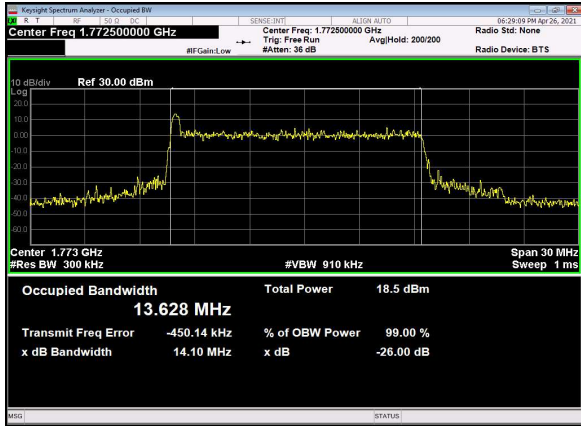 Keysight Spectrum Analyzer - Occupied BW
R T RF 50 Ω DC SENSE:INT ALIGN AUTO 06:29:09 PM Apr 26, 2021
Center Freq 1.772500000 GHz Center Freq: 1.772500000 GHz Radio Std: None
Trig: Free Run Avg|Hold: 200/200
#IFGain:Low #Atten: 36 dB Radio Device: BTS
10 dB/div Ref 30.00 dBm
Log
20.0
10.0
0.00
-10.0
-20.0
-30.0
-40.0
-50.0
-60.0
Center 1.773 GHz Span 30 MHz
#Res BW 300 kHz #VBW 910 kHz Sweep 1 ms
Occupied Bandwidth Total Power 18.5 dBm
13.628 MHz
Transmit Freq Error -450.14 kHz % of OBW Power 99.00 %
x dB Bandwidth 14.10 MHz x dB -26.00 dB
MSG STATUS